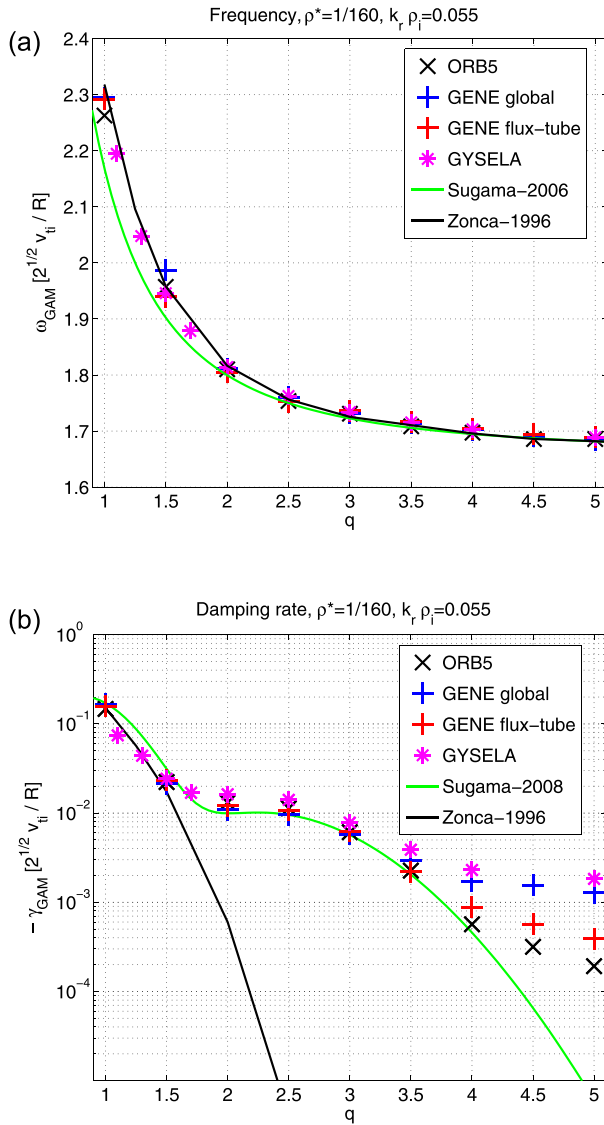 Frequency, ρ*=1/160, k_r ρ_i=0.055
(a)
2.4
2.3
2.2
2.1
2
1.9
1.8
1.7
1.6
ω_GAM [2^1/2 v_ti / R]
ORB5
GENE global
GENE flux-tube
GYSELA
Sugama-2006
Zonca-1996
1 1.5 2 2.5 3 3.5 4 4.5 5
q
(b)
Damping rate, ρ*=1/160, k_r ρ_i=0.055
10^0
10^-1
10^-2
10^-3
10^-4
- γ_GAM [2^1/2 v_ti / R]
ORB5
GENE global
GENE flux-tube
GYSELA
Sugama-2008
Zonca-1996
1 1.5 2 2.5 3 3.5 4 4.5 5
q